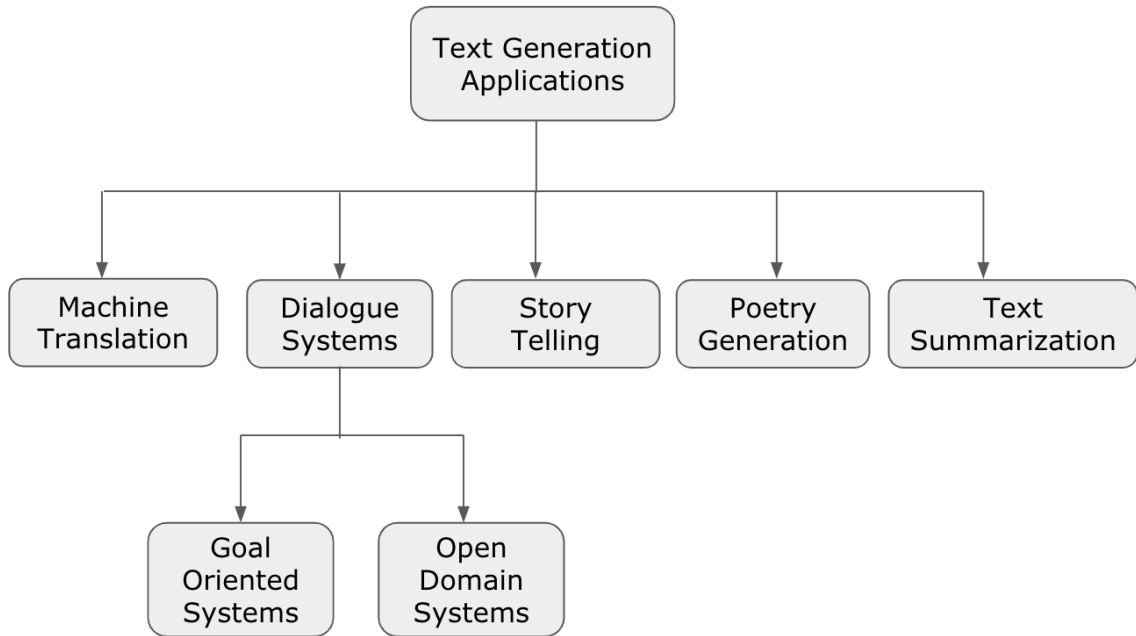 Text Generation
Applications
Machine
Translation
Dialogue
Systems
Story
Telling
Poetry
Generation
Text
Summarization
Goal
Oriented
Systems
Open
Domain
Systems